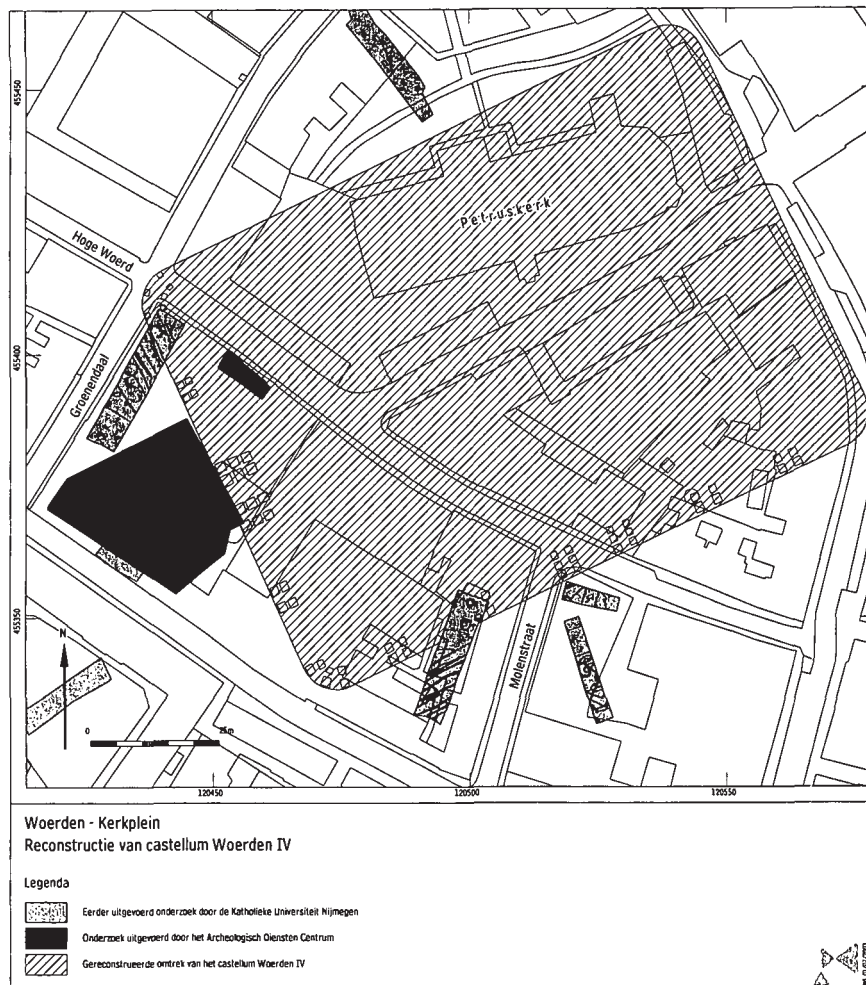 455450
Petruskerk
Hoge Woerd
455400
Groenendaal
455350
N
Molenstraat
0
25m
120450
120500
120550
Woerden - Kerkplein
Reconstructie van castellum Woerden IV
Legenda
Eerder uitgevoerd onderzoek door de Katholieke Universiteit Nijmegen
Onderzoek uitgevoerd door het Archeologisch Diensten Centrum
Gereconstrueerde omtrek van het castellum Woerden IV